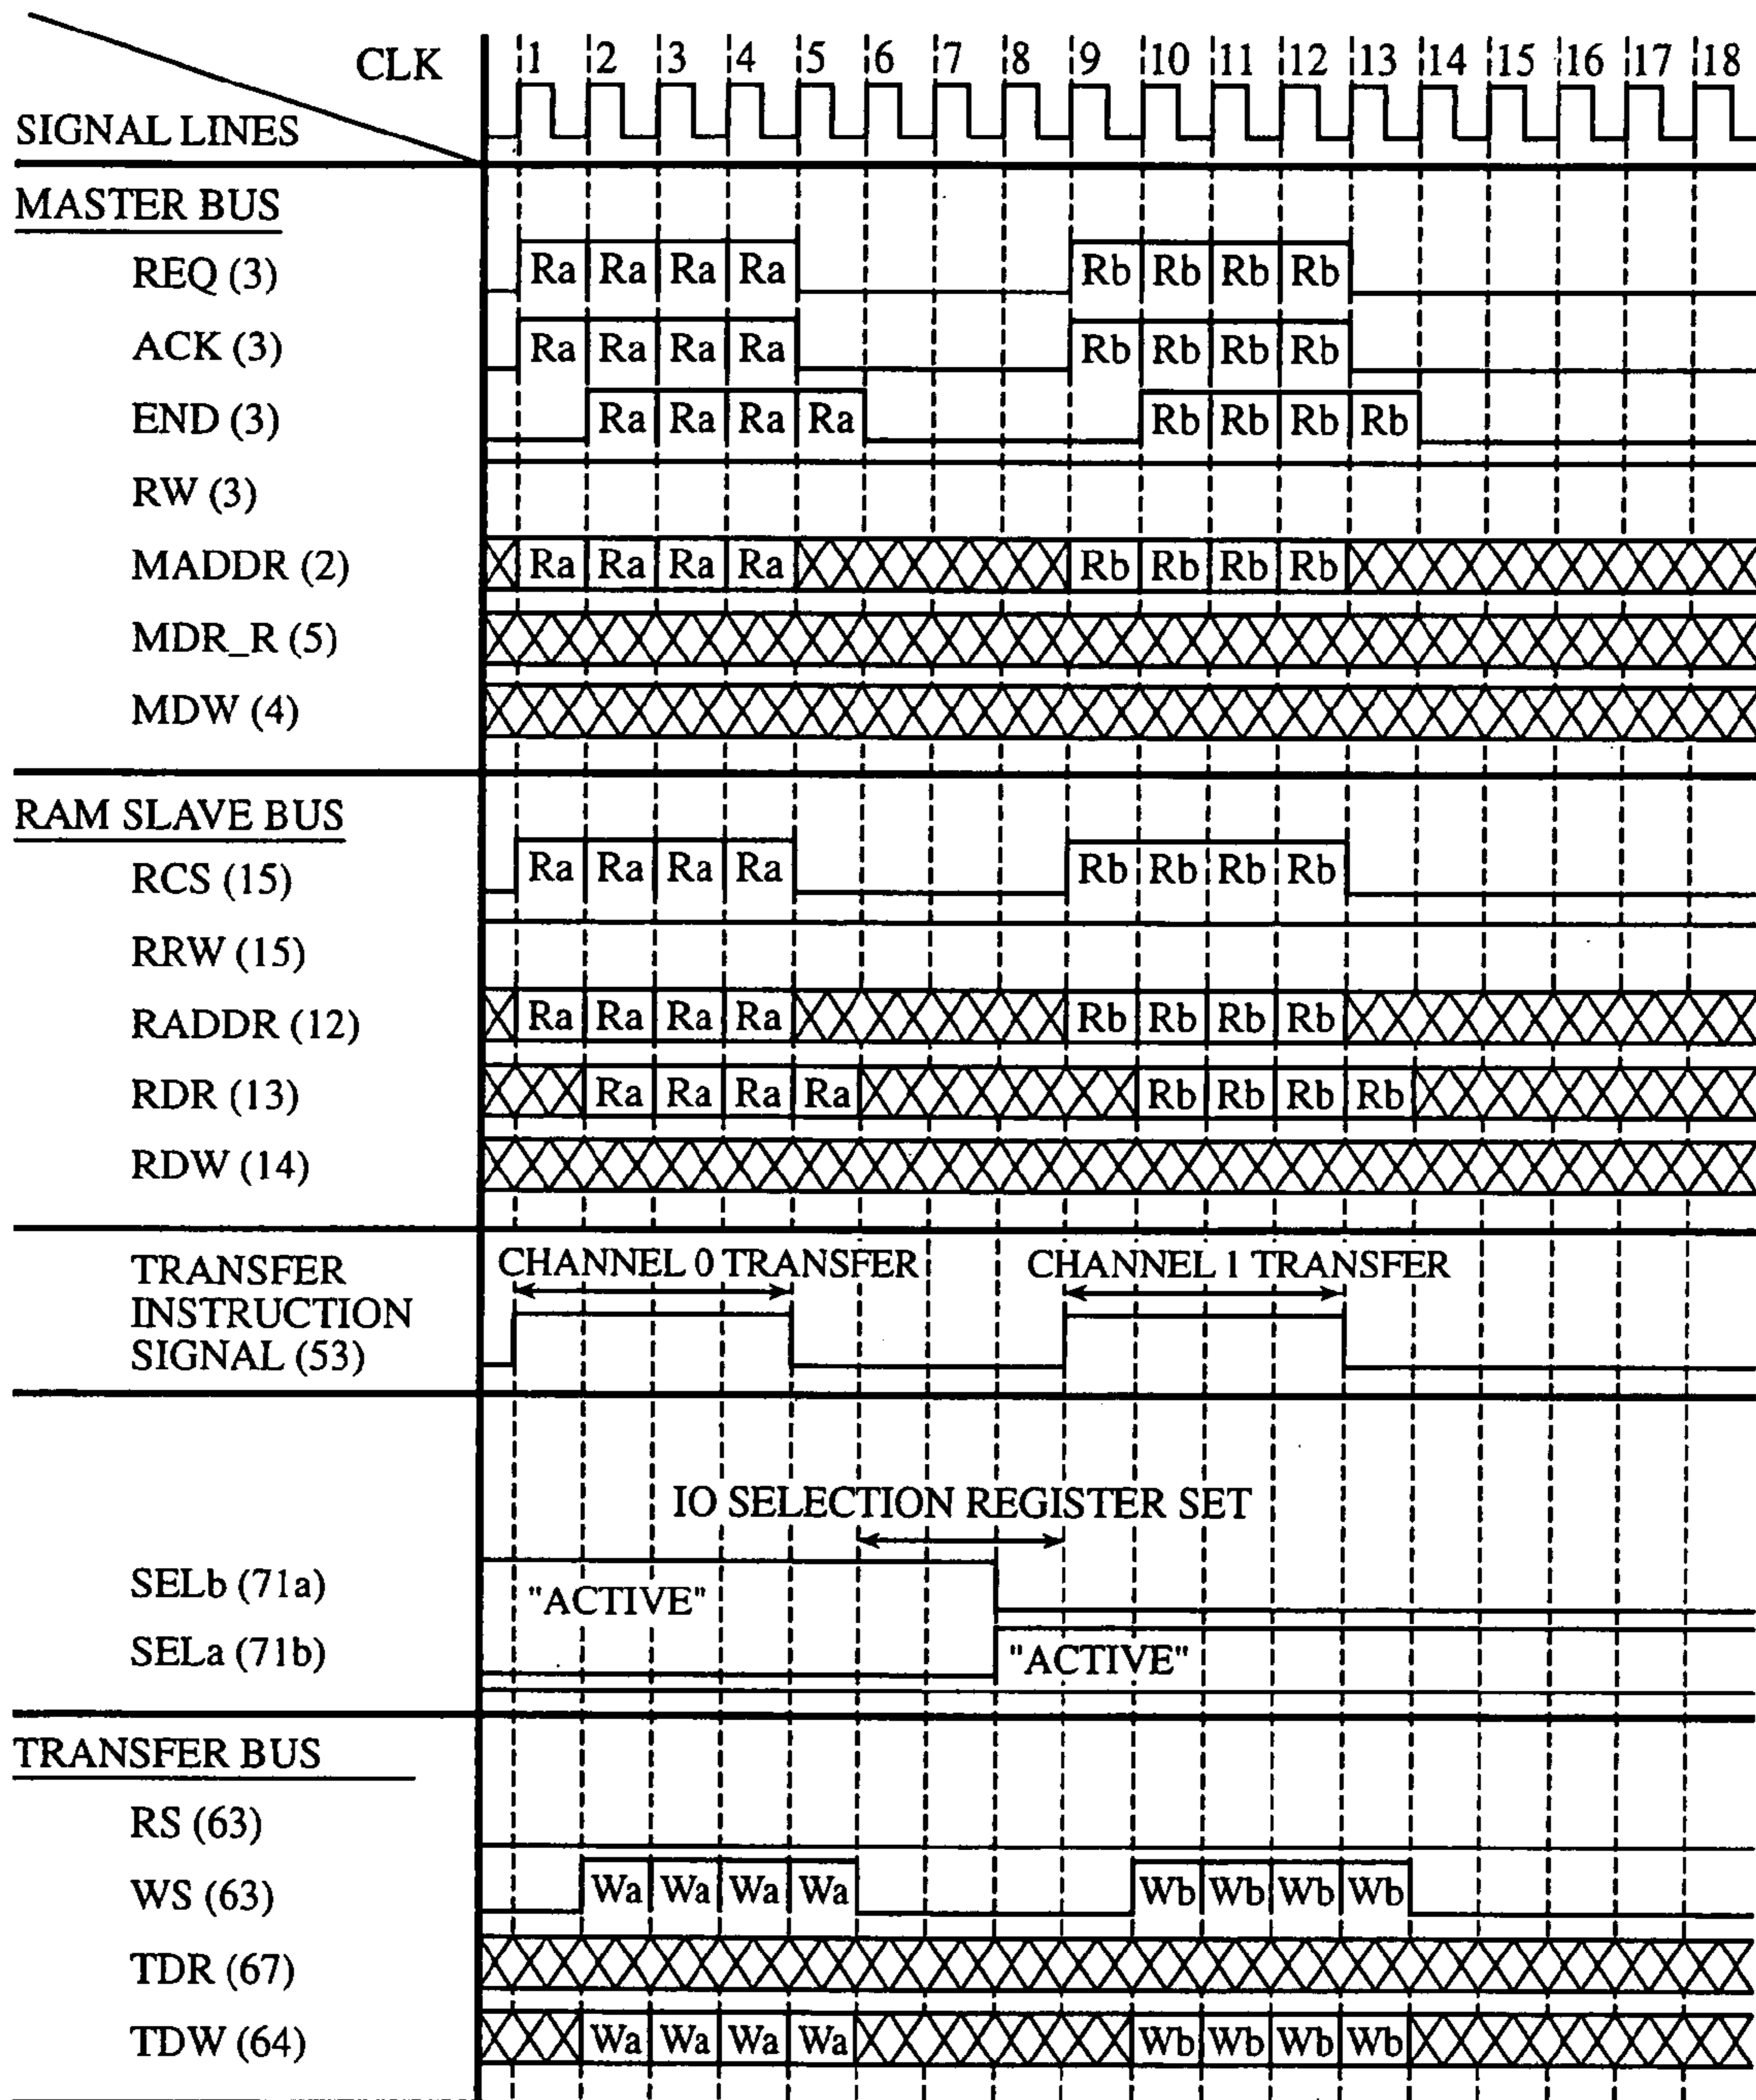 CLK 1 2 3 4 5 6 7 8 9 10 11 12 13 14 15 16 17 18
SIGNAL LINES
MASTER BUS
REQ (3) Ra Ra Ra Ra Rb Rb Rb Rb
ACK (3) Ra Ra Ra Ra Rb Rb Rb Rb
END (3) Ra Ra Ra Ra Rb Rb Rb Rb
RW (3)
MADDR (2) Ra Ra Ra Ra Rb Rb Rb Rb
MDR_R (5)
MDW (4)
RAM SLAVE BUS
RCS (15) Ra Ra Ra Ra Rb Rb Rb Rb
RRW (15)
RADDR (12) Ra Ra Ra Ra Rb Rb Rb Rb
RDR (13) Ra Ra Ra Ra Rb Rb Rb Rb
RDW (14)
TRANSFER
INSTRUCTION
SIGNAL (53)
CHANNEL 0 TRANSFER CHANNEL 1 TRANSFER
IO SELECTION REGISTER SET
SELb (71a) "ACTIVE"
SELa (71b) "ACTIVE"
TRANSFER BUS
RS (63)
WS (63) Wa Wa Wa Wa Wb Wb Wb Wb
TDR (67)
TDW (64) Wa Wa Wa Wa Wb Wb Wb Wb